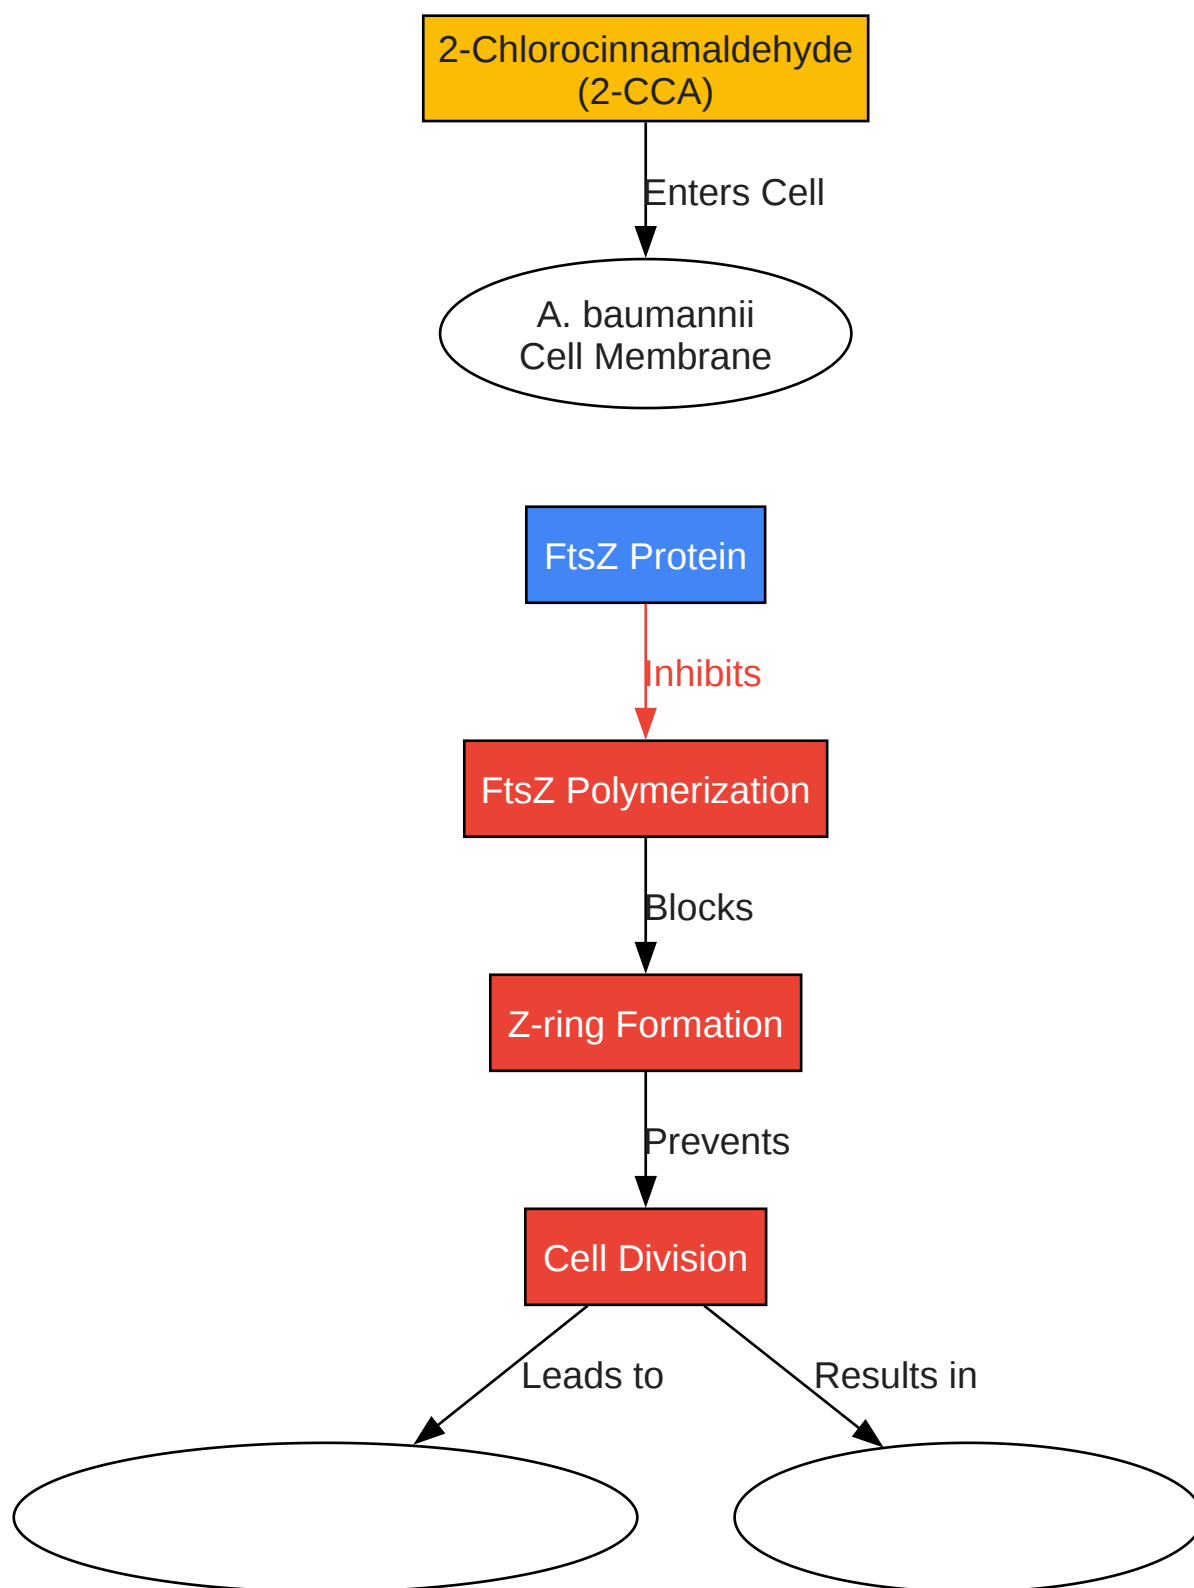 2-Chlorocinnamaldehyde
(2-CCA)
Enters Cell
A. baumannii
Cell Membrane
FtsZ Protein
Inhibits
FtsZ Polymerization
Blocks
Z-ring Formation
Prevents
Cell Division
Leads to
Results in